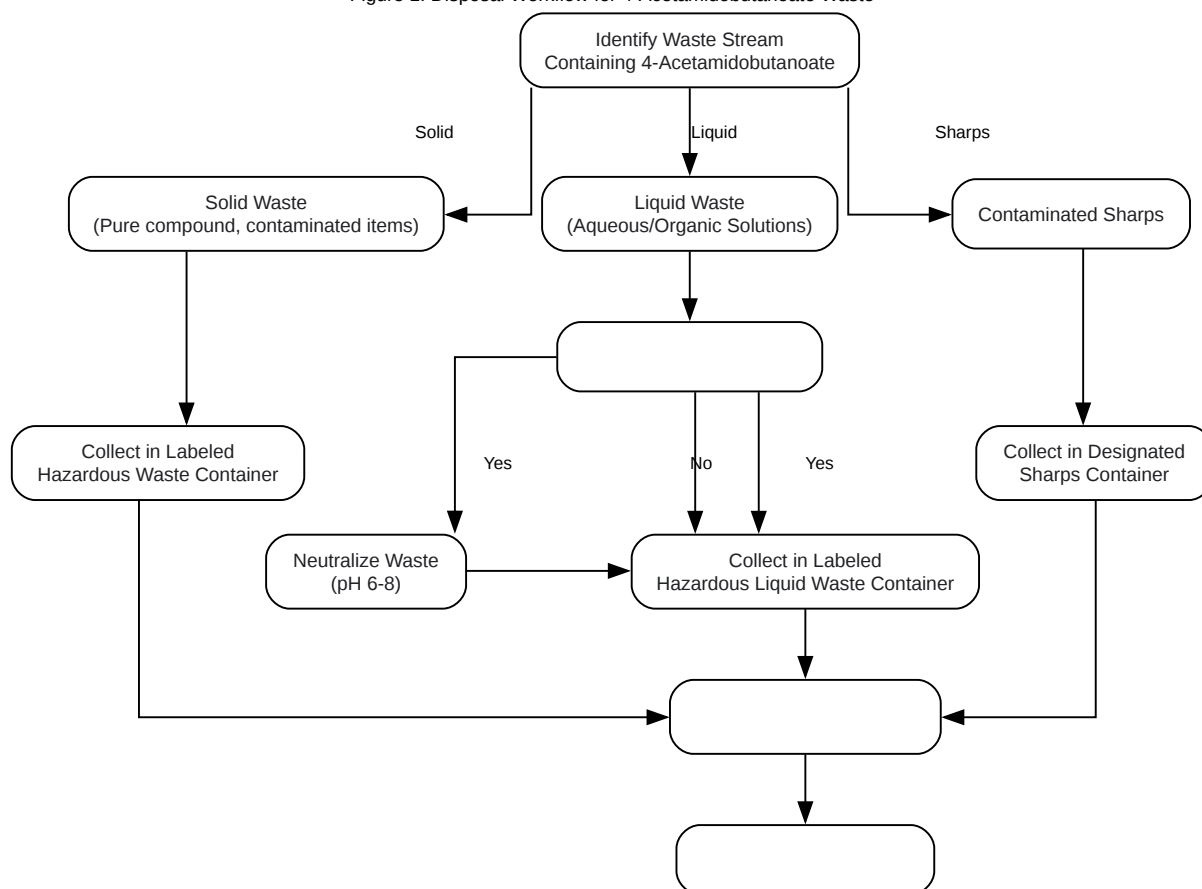 Identify Waste Stream
Containing 4-Acetamidobutanoate
Solid
Liquid
Sharps
Solid Waste
(Pure compound, contaminated items)
Liquid Waste
(Aqueous/Organic Solutions)
Contaminated Sharps
Collect in Labeled
Hazardous Waste Container
Yes
No
Yes
Collect in Designated
Sharps Container
Neutralize Waste
(pH 6-8)
Collect in Labeled
Hazardous Liquid Waste Container